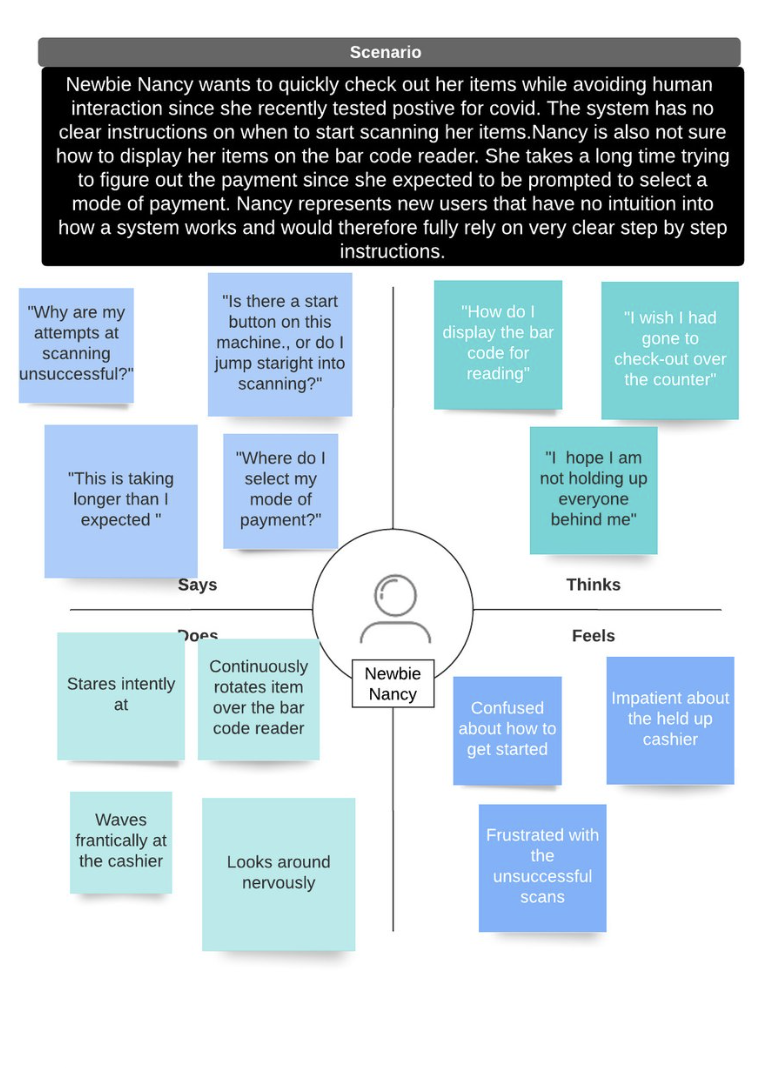 Scenario
Newbie Nancy wants to quickly check out her items while avoiding human
interaction since she recently tested postive for covid. The system has no
clear instructions on when to start scanning her items.Nancy is also not sure
how to display her items on the bar code reader. She takes a long time trying
to figure out the payment since she expected to be prompted to select a
mode of payment. Nancy represents new users that have no intuition into
how a system works and would therefore fully rely on very clear step by step
instructions.
"Why are my
attempts at
scanning
unsuccessful?"
"Is there a start
button on this
machine., or do I
jump staright into
scanning?"
"This is taking
longer than I
expected "
"Where do I
select my
mode of
payment?"
Says
"How do I
display the bar
code for
reading"
"I wish I had
gone to
check-out over
the counter"
"I  hope I am
not holding up
everyone
behind me"
Thinks
Newbie
Nancy
Does
Stares intently
at
Continuously
rotates item
over the bar
code reader
Waves
frantically at
the cashier
Looks around
nervously
Feels
Confused
about how to
get started
Impatient about
the held up
cashier
Frustrated with
the
unsuccessful
scans